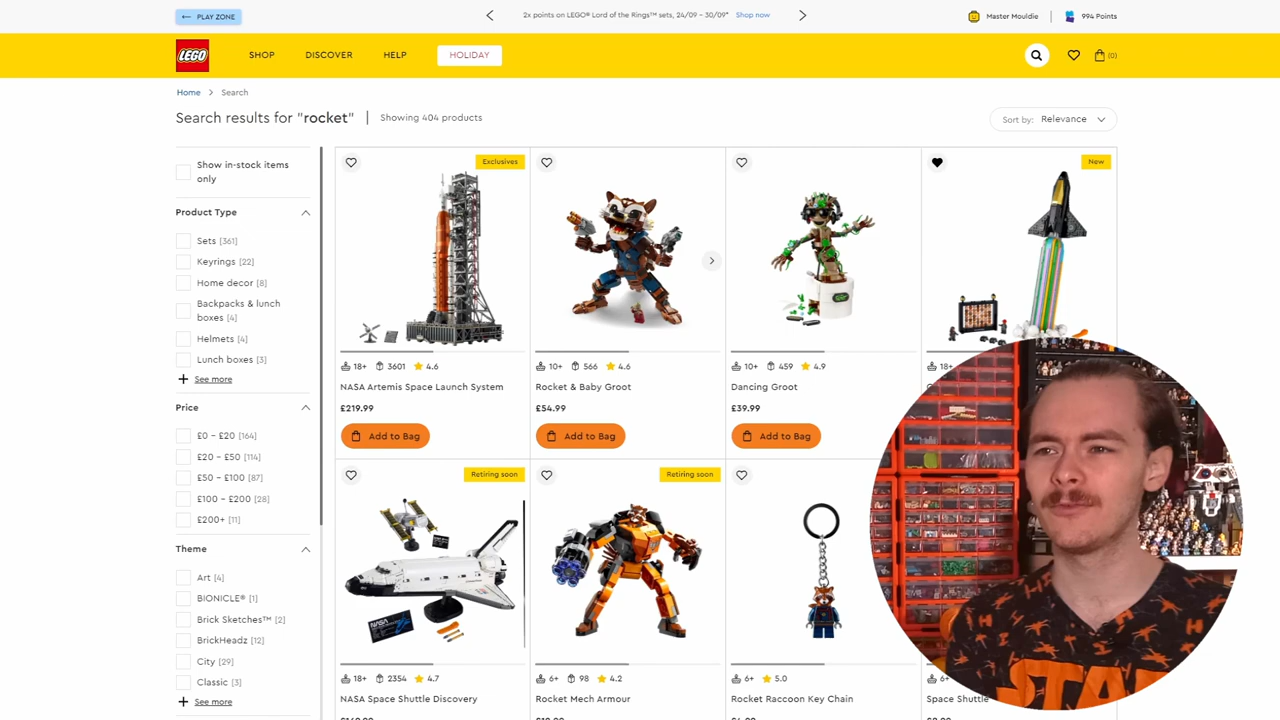 ← PLAY ZONE
2x points on LEGO® Lord of the Rings™ sets, 24/09 - 30/09* Shop now
Master Mouldie
994 Points
LEGO
SHOP
DISCOVER
HELP
HOLIDAY
(0)
Home > Search
Search results for "rocket" | Showing 404 products
Sort by: Relevance
Show in-stock items
only
Product Type
Sets [361]
Keyrings [22]
Home decor [8]
Backpacks & lunch
boxes [4]
Helmets [4]
Lunch boxes [3]
+ See more
Price
£0 - £20 [164]
£20 - £50 [114]
£50 - £100 [87]
£100 - £200 [28]
£200+ [11]
Theme
Art [4]
BIONICLE® [1]
Brick Sketches™ [2]
BrickHeadz [12]
City [29]
Classic [3]
+ See more
Exclusives
18+ 3601 4.6
NASA Artemis Space Launch System
£219.99
Add to Bag
10+ 566 4.6
Rocket & Baby Groot
£54.99
Add to Bag
10+ 459 4.9
Dancing Groot
£39.99
Add to Bag
New
18+
Retiring soon
NASA
18+ 2354 4.7
NASA Space Shuttle Discovery
Retiring soon
6+ 98 4.2
Rocket Mech Armour
6+ 5.0
Rocket Raccoon Key Chain
6+
Space Shuttle
STAR